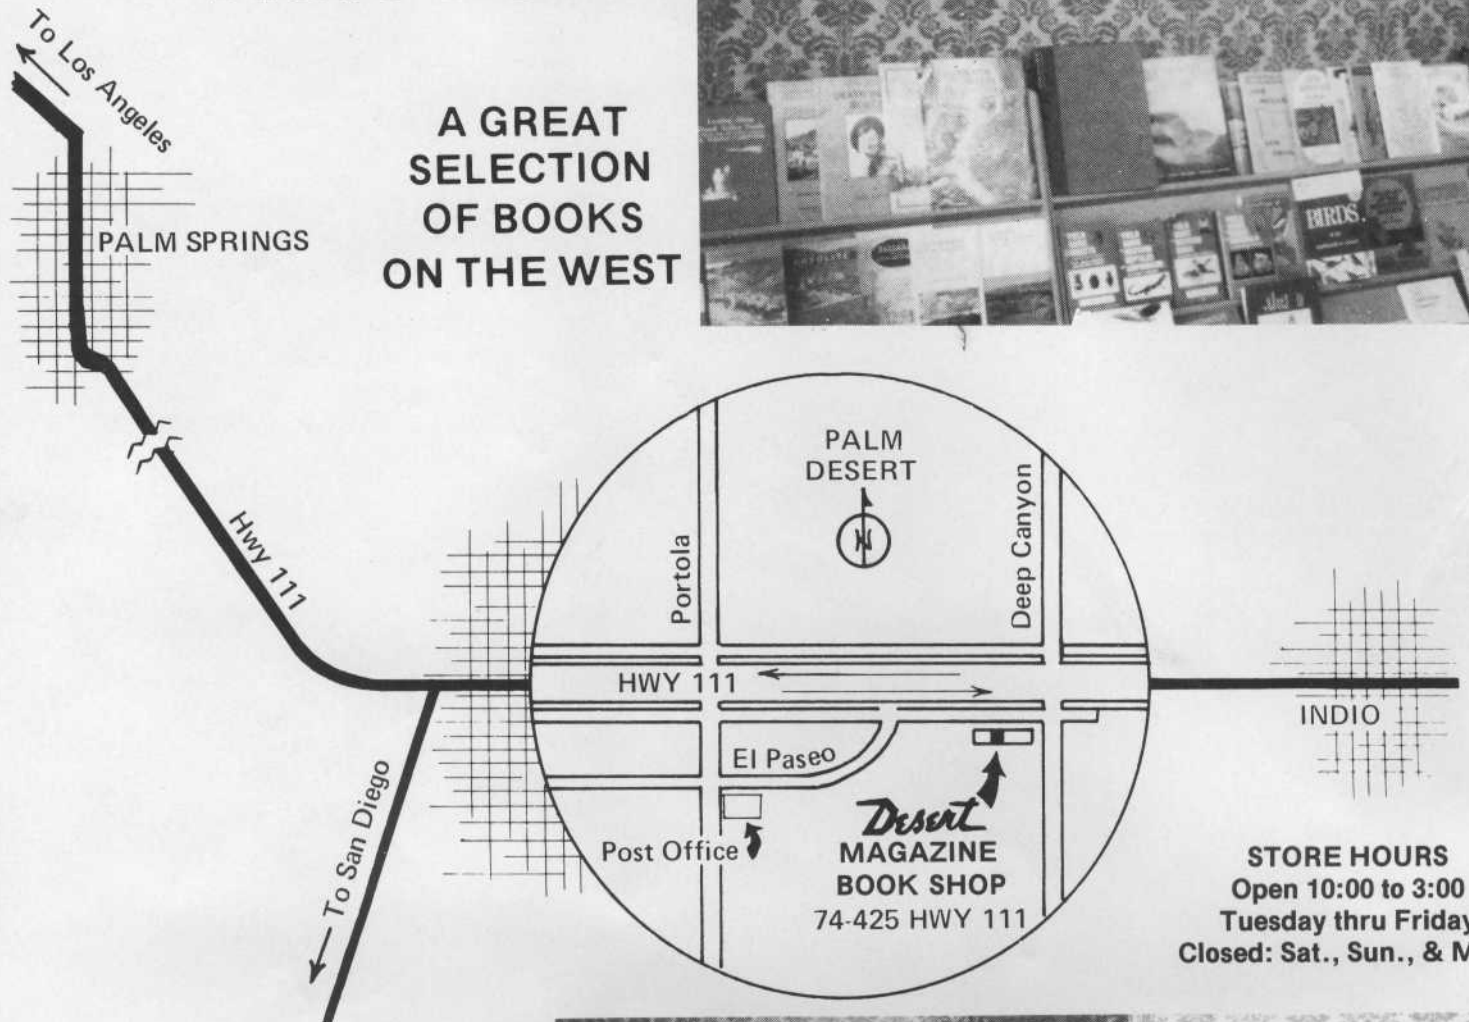 To Los Angeles
A GREAT
SELECTION
OF BOOKS
ON THE WEST
PALM SPRINGS
BIRDS
Hwy 111
PALM
DESERT
N
Portola
Deep Canyon
HWY 111
INDIO
El Paseo
To San Diego
Post Office
Desert
MAGAZINE
BOOK SHOP
74-425 HWY 111
STORE HOURS
Open 10:00 to 3:00
Tuesday thru Friday
Closed: Sat., Sun., & M